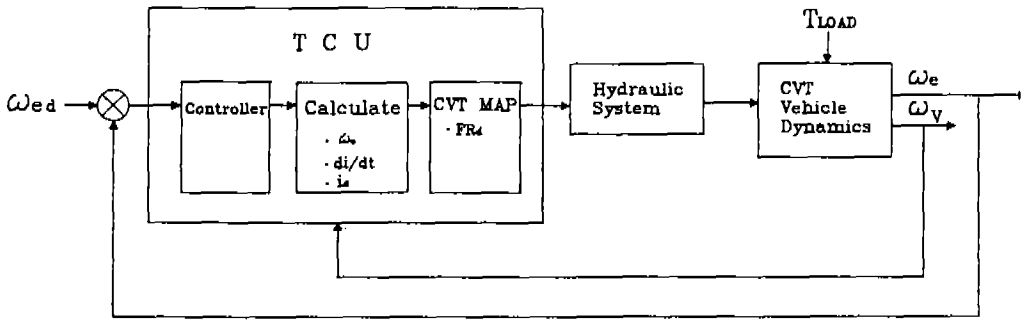 T C U
TLOAD
ωed
Controller
Calculate
· ωe
· di/dt
· id
CVT MAP
· FRd
Hydraulic
System
CVT
Vehicle
Dynamics
ωe
ωV